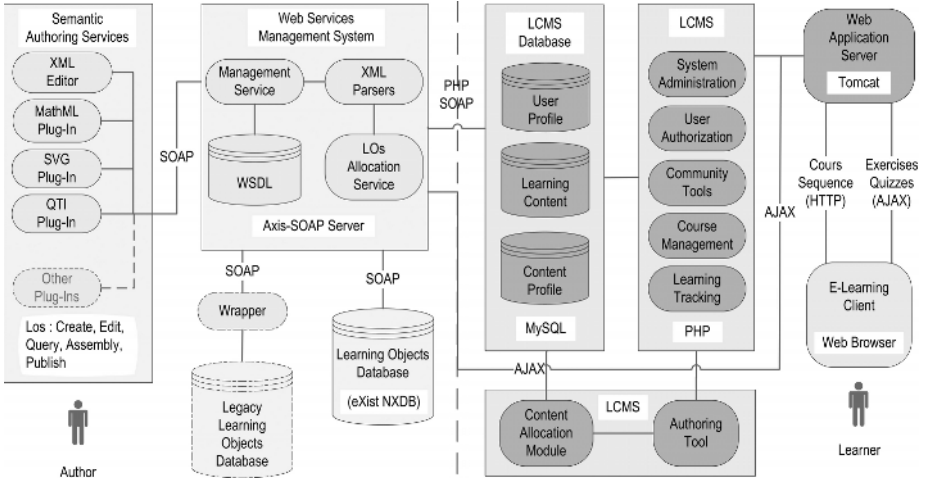 Semantic
Authoring Services
XML
Editor
MathML
Plug-In
SVG
Plug-In
QTI
Plug-In
Other
Plug-Ins
Los : Create, Edit,
Query, Assembly,
Publish
Author
SOAP
Web Services
Management System
Management
Service
XML
Parsers
WSDL
LOs
Allocation
Service
Axis-SOAP Server
SOAP
SOAP
Wrapper
Legacy
Learning
Objects
Database
Learning Objects
Database
(eXist NXDB)
PHP
SOAP
LCMS
Database
User
Profile
Learning
Content
Content
Profile
MySQL
LCMS
System
Administration
User
Authorization
Community
Tools
Course
Management
Learning
Tracking
PHP
AJAX
AJAX
LCMS
Content
Allocation
Module
Authoring
Tool
Web
Application
Server
Tomcat
Cours
Sequence
(HTTP)
Exercises
Quizzes
(AJAX)
E-Learning
Client
Web Browser
Learner